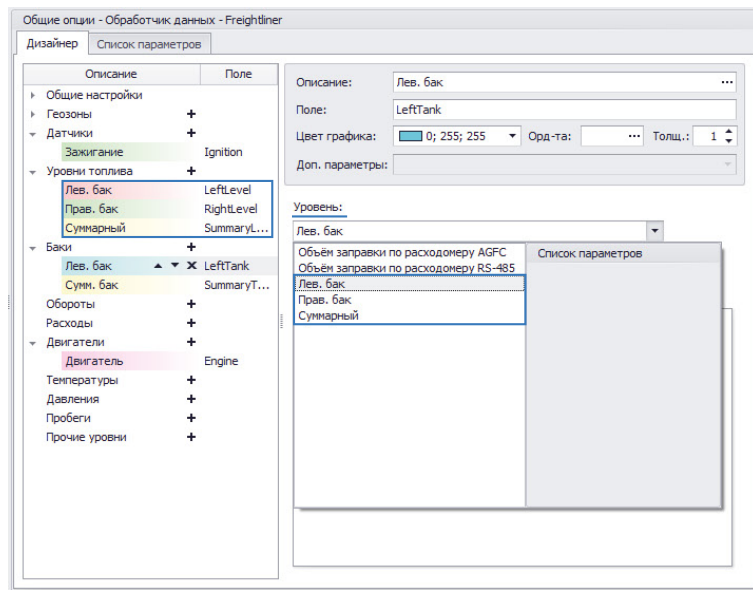 Общие опции - Обработчик данных - Freightliner
Дизайнер Список параметров
Описание Поле
Общие настройки
Геозоны +
Датчики +
Зажигание Ignition
Уровни топлива +
Лев. бак LeftLevel
Прав. бак RightLevel
Суммарный SummaryL...
Баки +
Лев. бак LeftTank
Сумм. бак SummaryT...
Обороты +
Расходы +
Двигатели +
Двигатель Engine
Температуры +
Давления +
Пробеги +
Прочие уровни +
Описание: Лев. бак ...
Поле: LeftTank
Цвет графика: 0; 255; 255 Орд-та: ... Толщ.: 1
Доп. параметры:
Уровень:
Лев. бак
Объём заправки по расходомеру AGFC
Объём заправки по расходомеру RS-485
Лев. бак
Прав. бак
Суммарный
Список параметров